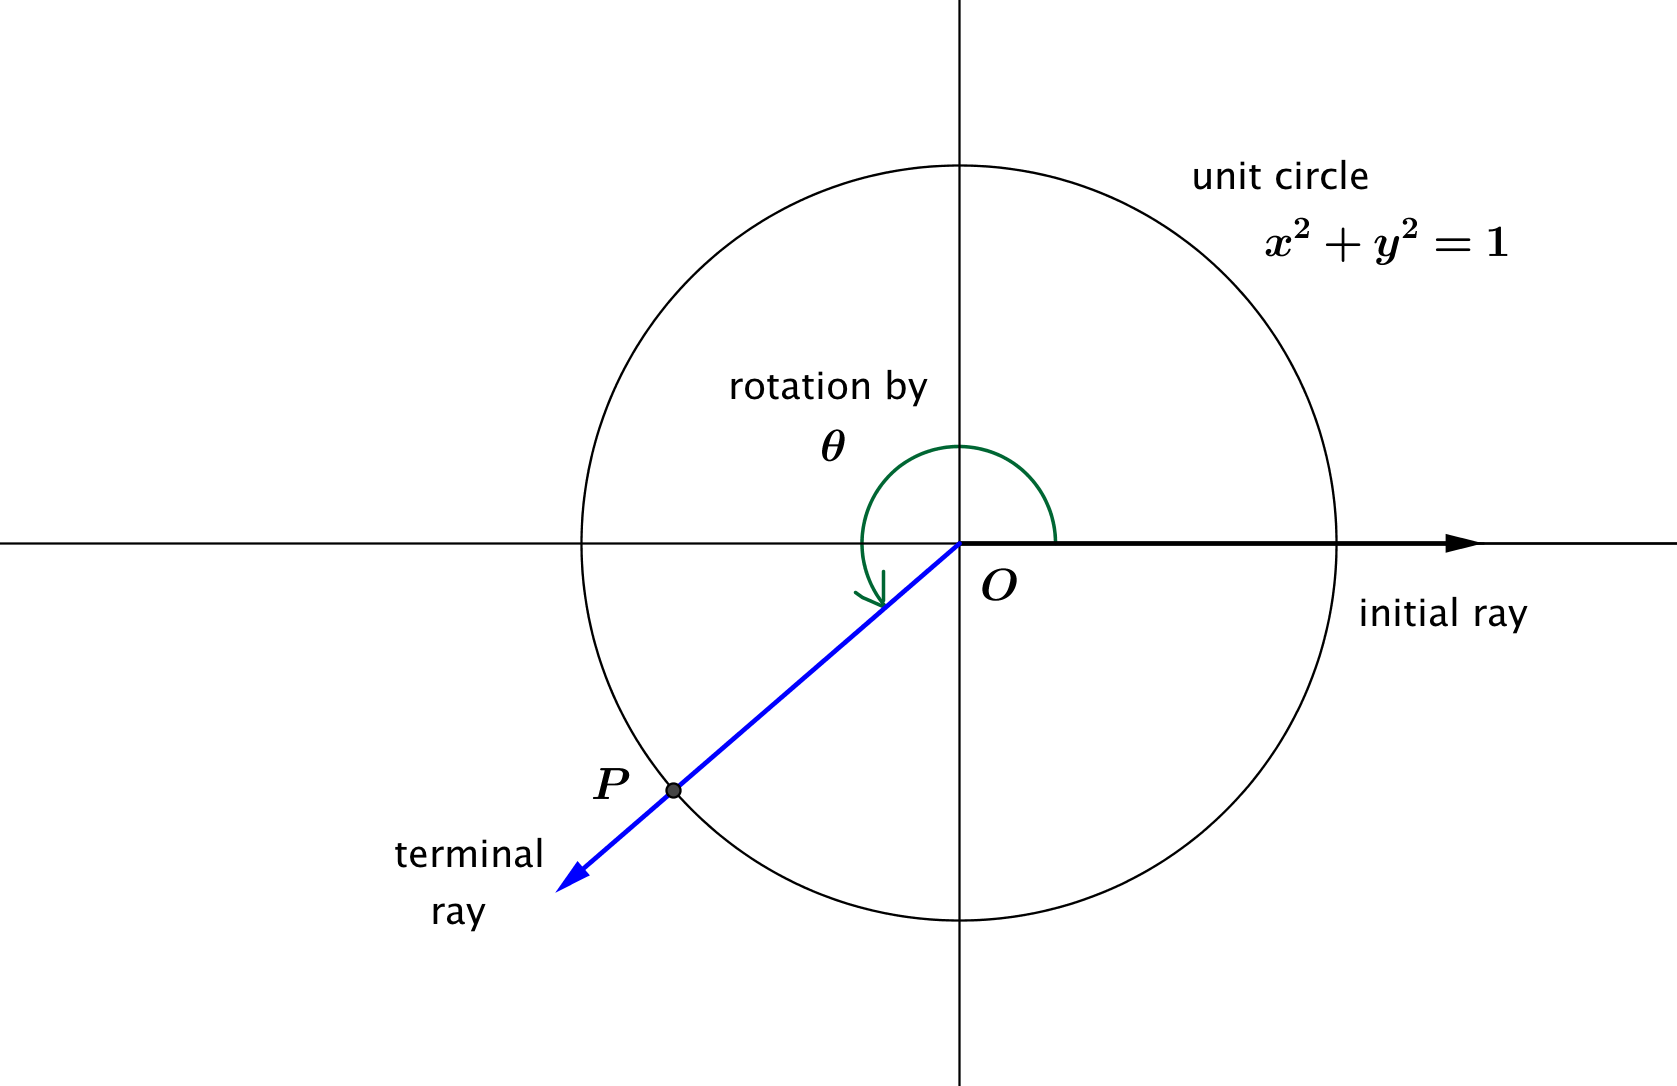 unit circle
x² + y² = 1
rotation by
θ
O
initial ray
P
terminal
ray